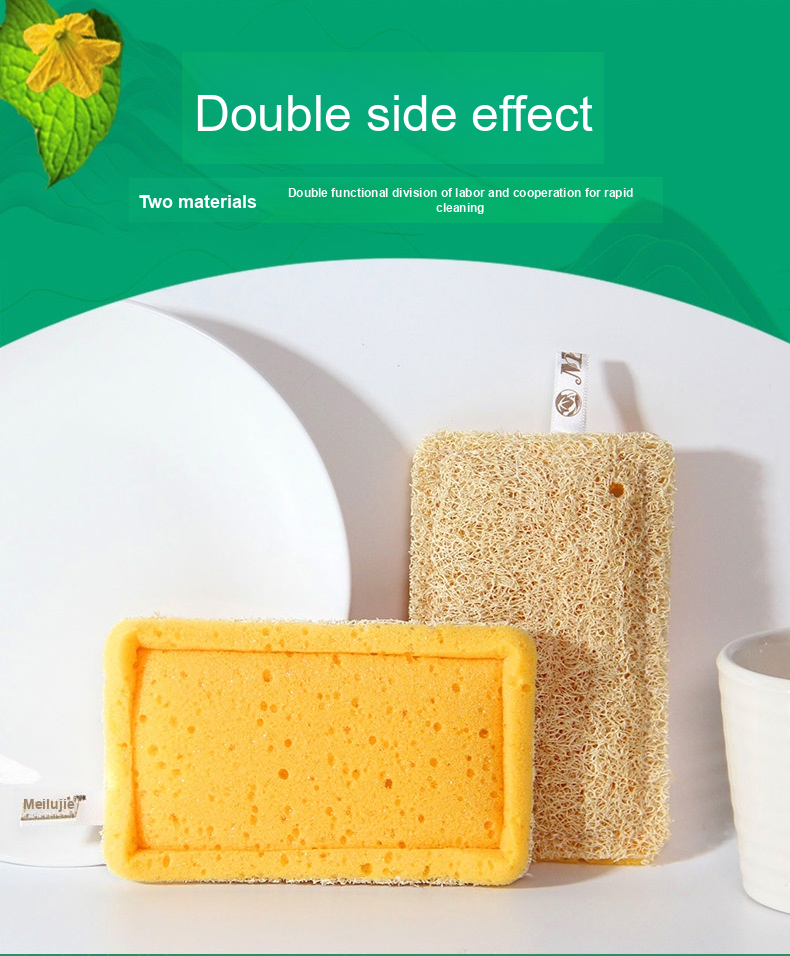 Double side effect
Two materials
Double functional division of labor and cooperation for rapid
cleaning
Meilujie